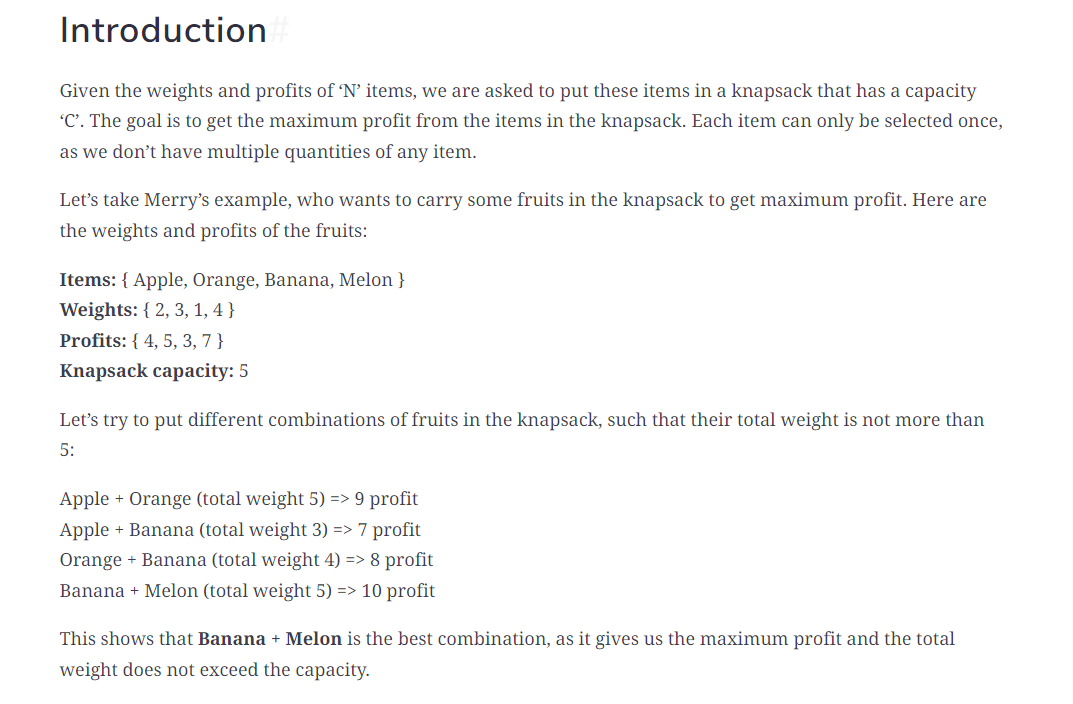 Introduction#
Given the weights and profits of ‘N’ items, we are asked to put these items in a knapsack that has a capacity
‘C’. The goal is to get the maximum profit from the items in the knapsack. Each item can only be selected once,
as we don’t have multiple quantities of any item.
Let’s take Merry’s example, who wants to carry some fruits in the knapsack to get maximum profit. Here are
the weights and profits of the fruits:
Items: { Apple, Orange, Banana, Melon }
Weights: { 2, 3, 1, 4 }
Profits: { 4, 5, 3, 7 }
Knapsack capacity: 5
Let’s try to put different combinations of fruits in the knapsack, such that their total weight is not more than
5:
Apple + Orange (total weight 5) => 9 profit
Apple + Banana (total weight 3) => 7 profit
Orange + Banana (total weight 4) => 8 profit
Banana + Melon (total weight 5) => 10 profit
This shows that Banana + Melon is the best combination, as it gives us the maximum profit and the total
weight does not exceed the capacity.